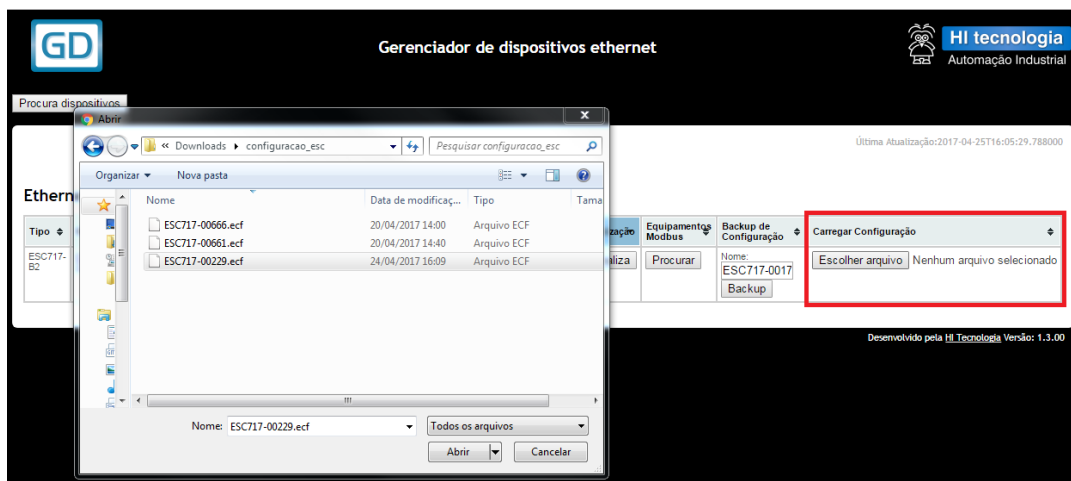 GD
Gerenciador de dispositivos ethernet
HI tecnologia
Automação Industrial
Procura dispositivos
Abrir
x
« Downloads configuracao_esc
Pesquisar configuracao_esc
Última Atualização:2017-04-25T16:05:29.788000
Organizar
Nova pasta
Ethern
Nome
Data de modificaç...
Tipo
Tama
ESC717-00666.ecf 20/04/2017 14:00 Arquivo ECF
ESC717-00661.ecf 20/04/2017 14:40 Arquivo ECF
ESC717-00229.ecf 24/04/2017 16:09 Arquivo ECF
Tipo
zação
Equipamentos
Modbus
Backup de
Configuração
Carregar Configuração
ESC717-
B2
aliza
Procurar
Nome:
ESC717-0017
Backup
Escolher arquivo Nenhum arquivo selecionado
Desenvolvido pela HI Tecnologia Versão: 1.3.00
Nome: ESC717-00229.ecf
Todos os arquivos
Abrir
Cancelar